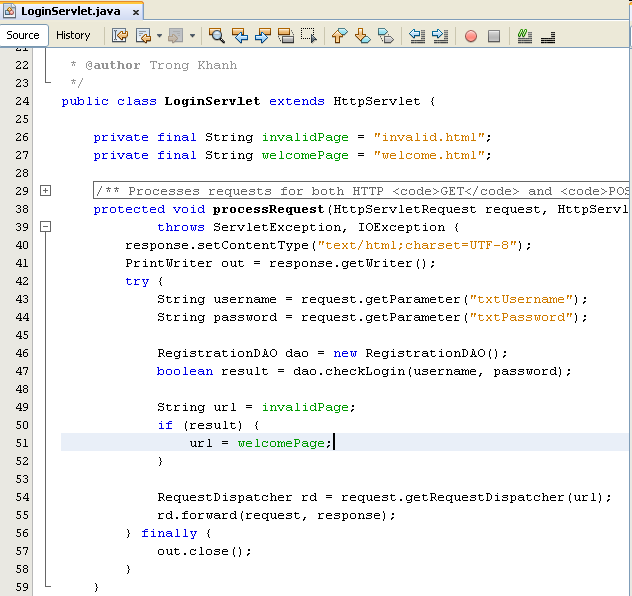 LoginServlet.java ×
Source History
21
22 * @author Trong Khanh
23 */
24 public class LoginServlet extends HttpServlet {
25
26 private final String invalidPage = "invalid.html";
27 private final String welcomePage = "welcome.html";
28
29 /** Processes requests for both HTTP <code>GET</code> and <code>POS
38 protected void processRequest(HttpServletRequest request, HttpServl
39 throws ServletException, IOException {
40 response.setContentType("text/html;charset=UTF-8");
41 PrintWriter out = response.getWriter();
42 try {
43 String username = request.getParameter("txtUsername");
44 String password = request.getParameter("txtPassword");
45
46 RegistrationDAO dao = new RegistrationDAO();
47 boolean result = dao.checkLogin(username, password);
48
49 String url = invalidPage;
50 if (result) {
51 url = welcomePage;
52 }
53
54 RequestDispatcher rd = request.getRequestDispatcher(url);
55 rd.forward(request, response);
56 } finally {
57 out.close();
58 }
59 }